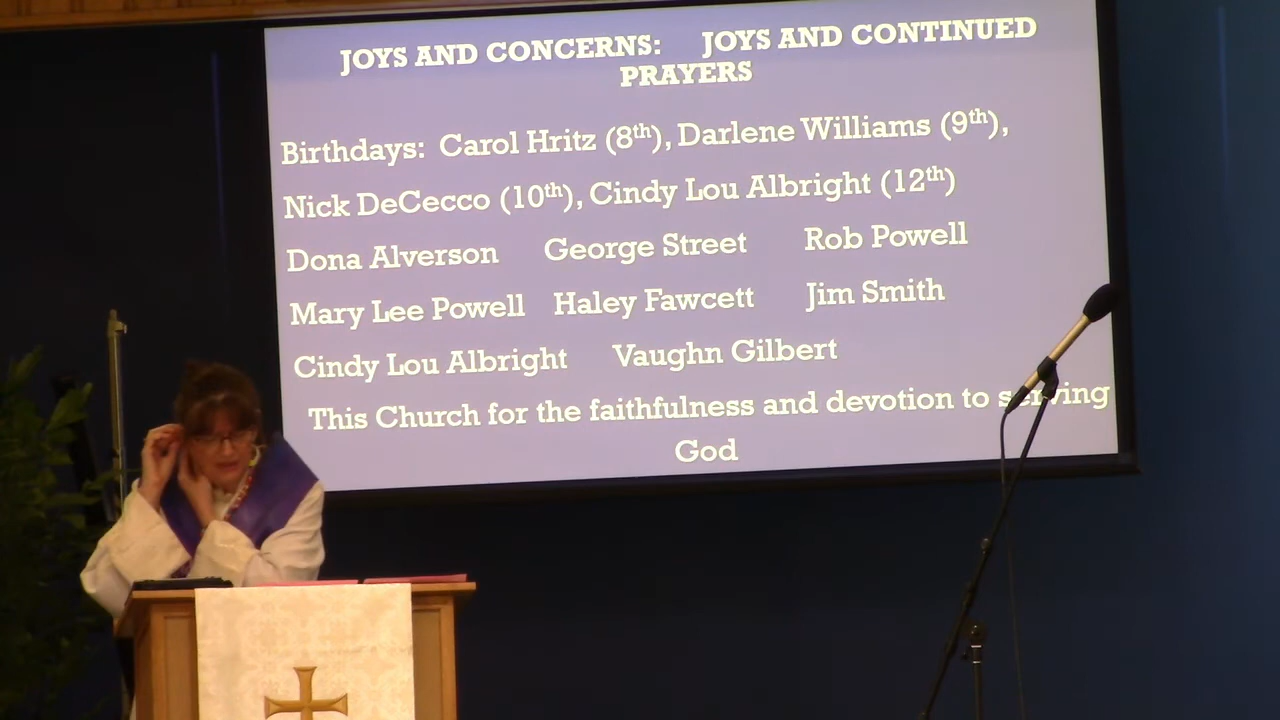 JOYS AND CONCERNS: JOYS AND CONTINUED
PRAYERS
Birthdays: Carol Hritz (8th), Darlene Williams (9th),
Nick DeCecco (10th), Cindy Lou Albright (12th)
Dona Alverson George Street Rob Powell
Mary Lee Powell Haley Fawcett Jim Smith
Cindy Lou Albright Vaughn Gilbert
This Church for the faithfulness and devotion to serving
God